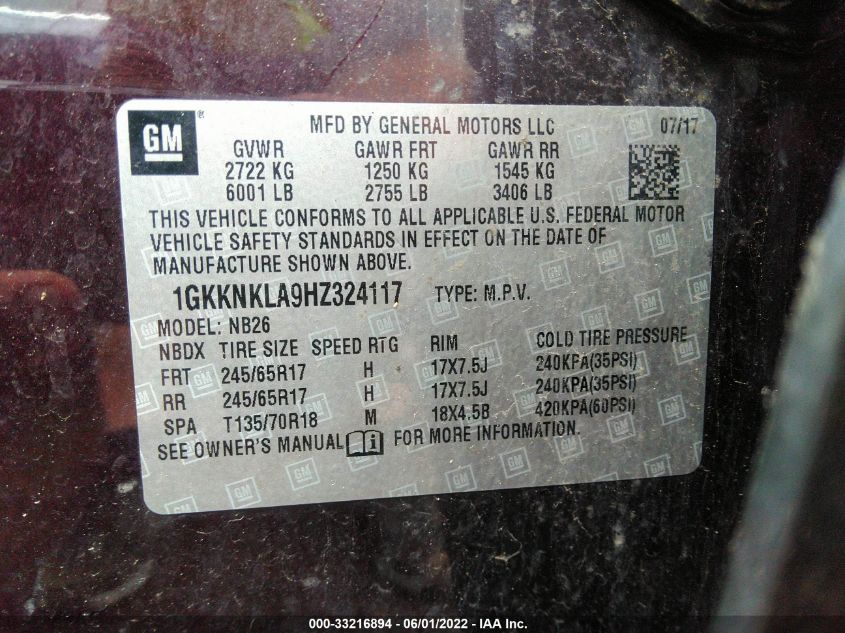 GM
MFD BY GENERAL MOTORS LLC 07/17
GVWR GAWR FRT GAWR RR
2722 KG 1250 KG 1545 KG
6001 LB 2755 LB 3406 LB
THIS VEHICLE CONFORMS TO ALL APPLICABLE U.S. FEDERAL MOTOR
VEHICLE SAFETY STANDARDS IN EFFECT ON THE DATE OF
MANUFACTURE SHOWN ABOVE.
1GKKNKLA9HZ324117 TYPE: M.P.V.
MODEL: NB26
NBDX TIRE SIZE SPEED RTG RIM COLD TIRE PRESSURE
FRT 245/65R17 H 17X7.5J 240KPA(35PSI)
RR 245/65R17 H 17X7.5J 240KPA(35PSI)
SPA T135/70R18 M 18X4.5B 420KPA(60PSI)
SEE OWNER'S MANUAL FOR MORE INFORMATION.
000-33216894 - 06/01/2022 - IAA Inc.